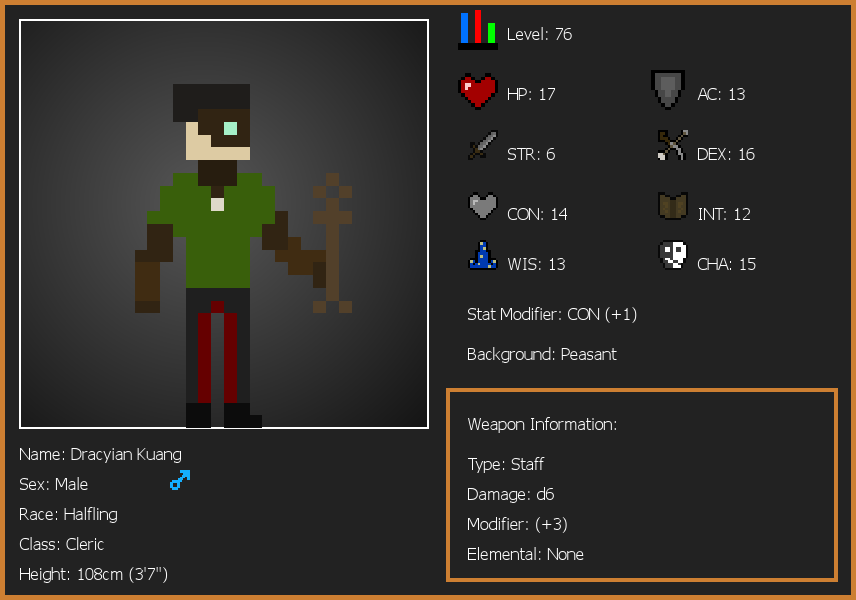 Level: 76
HP: 17
AC: 13
STR: 6
DEX: 16
CON: 14
INT: 12
WIS: 13
CHA: 15
Stat Modifier: CON (+1)
Background: Peasant
Weapon Information:
Type: Staff
Damage: d6
Modifier: (+3)
Elemental: None
Name: Dracyian Kuang
Sex: Male
Race: Halfling
Class: Cleric
Height: 108cm (3'7")